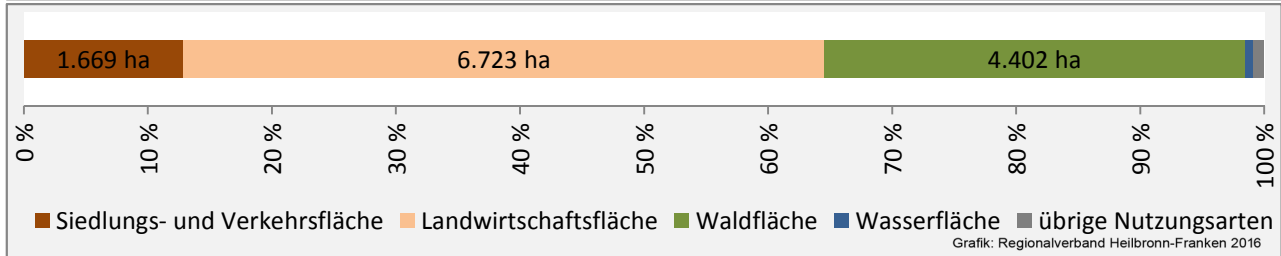 1.669 ha 6.723 ha 4.402 ha
0 % 10 % 20 % 30 % 40 % 50 % 60 % 70 % 80 % 90 % 100 %
Siedlungs- und Verkehrsfläche Landwirtschaftsfläche Waldfläche Wasserfläche übrige Nutzungsarten
Grafik: Regionalverband Heilbronn-Franken 2016